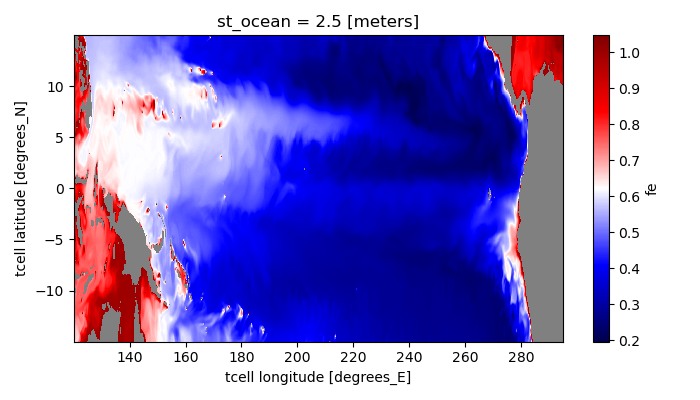 st_ocean = 2.5 [meters]
10
5
0
−5
−10
tcell latitude [degrees_N]
140 160 180 200 220 240 260 280
tcell longitude [degrees_E]
1.0
0.9
0.8
0.7
0.6
0.5
0.4
0.3
0.2
fe